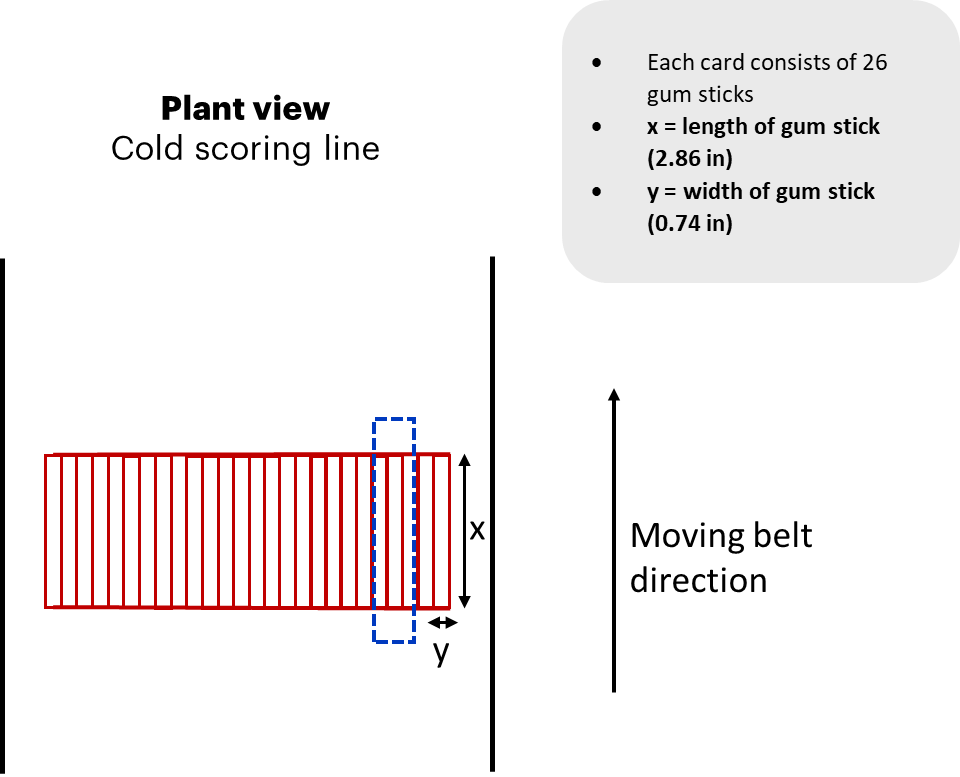 Plant view
Cold scoring line
• Each card consists of 26
gum sticks
• x = length of gum stick
(2.86 in)
• y = width of gum stick
(0.74 in)
x
y
Moving belt
direction